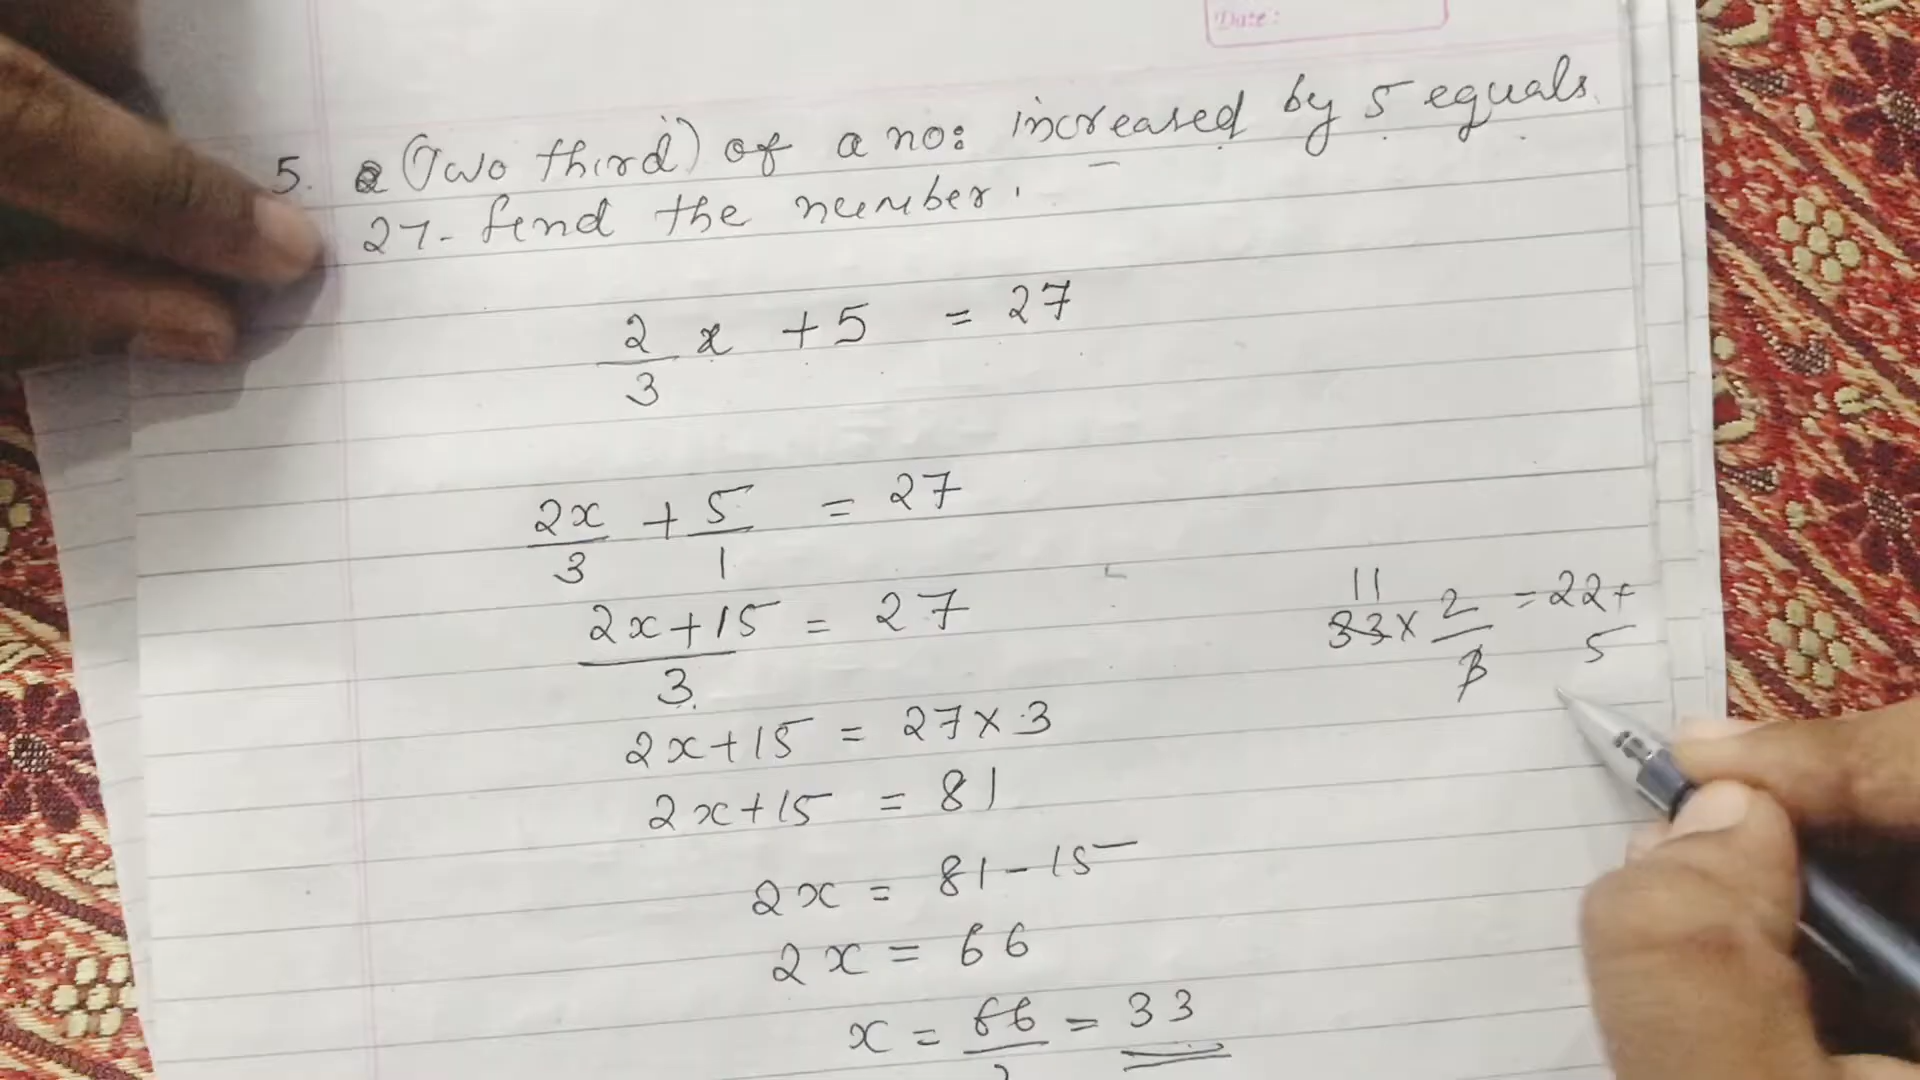 Date:
5. (Two third) of a no: increased by 5 equals
27. find the number.
2/3 x + 5 = 27
2x/3 + 5/1 = 27
2x+15/3 = 27
2x+15 = 27×3
2x+15 = 81
2x = 81-15
2x = 66
x = 66/2 = 33
11
33 × 2/3 = 22+
5